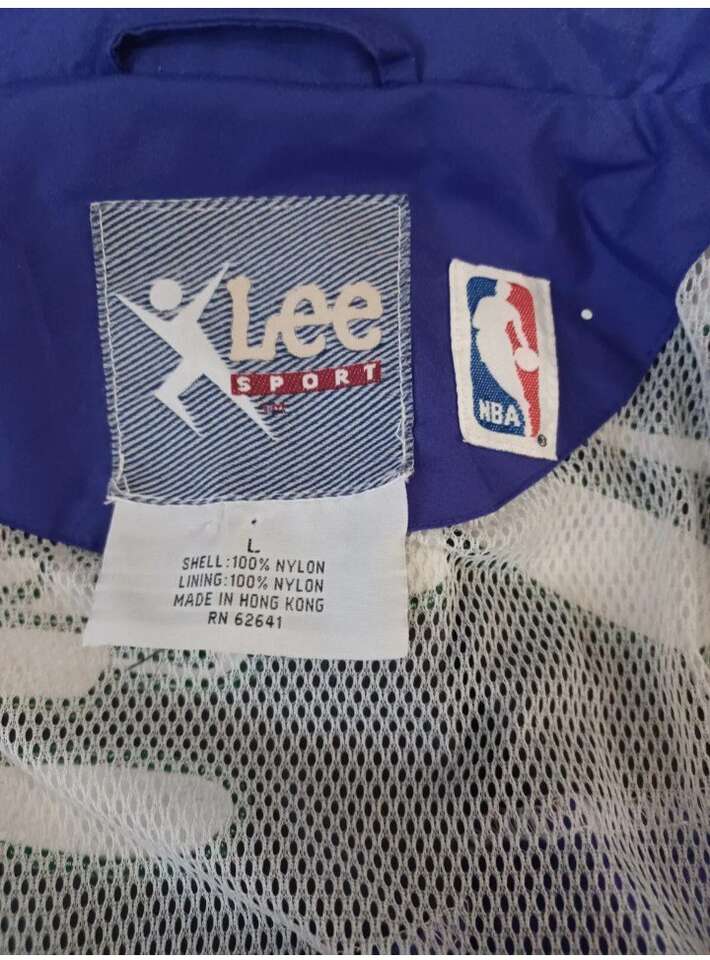 Lee
SPORT
TM
NBA
®
L
SHELL:100% NYLON
LINING:100% NYLON
MADE IN HONG KONG
RN 62641